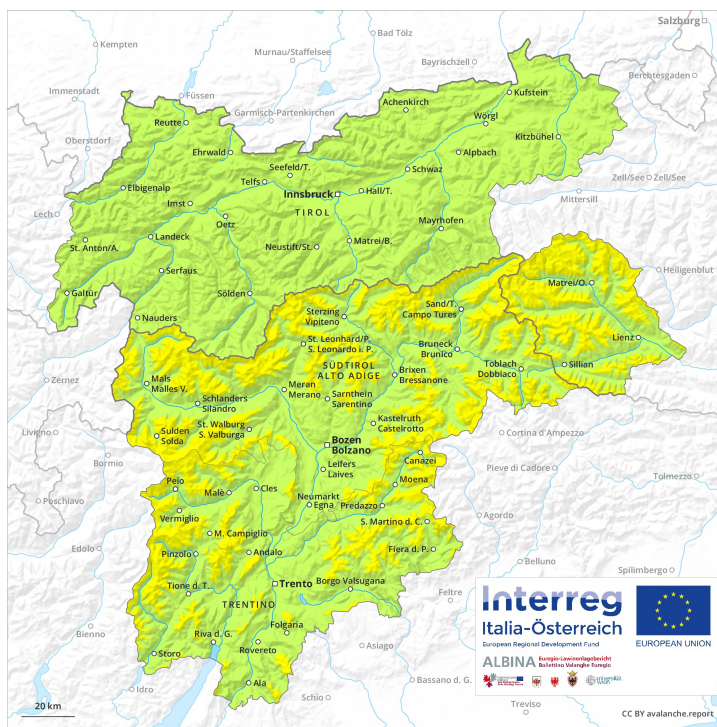 Salzburg
Bad Tölz
Kempten
Murnau/Staffelsee
Bayrischzell
Berchtesgaden
Immenstadt
Füssen
Kufstein
Garmisch-Partenkirchen
Achenkirch
Reutte
Wörgl
Oberstdorf
Kitzbühel
Ehrwald
Alpbach
Seefeld/T.
Schwaz
Telfs
Zell/See
Zell/See
Elbigenalp
Innsbruck
Hall/T.
Mittersill
Imst
TIROL
Lech
Oetz
Mayrhofen
Landeck
Neustift/St.
Matrei/B.
St. Anton/A.
Serfaus
Heiligenblut
Matrei/O.
Galtür
Sölden
Sand/T.
Campo Tures
Nauders
Sterzing
Vipiteno
Lienz
St. Leonhard/P.
S. Leonardo i. P.
Bruneck
Brunico
Toblach
Dobbiaco
Sillian
SÜDTIROL
ALTO ADIGE
Brixen
Bressanone
Zernez
Mals
Malles V.
Meran
Merano
Sarnthein
Sarentino
Schlanders
Silandro
Kastelruth
Castelrotto
St. Walburg
S. Valburga
Livigno
Sulden
Solda
Bozen
Bolzano
Cortina d'Ampezzo
Canazei
Bormio
Leifers
Laives
Pieve di Cadore
Tolmezzo
Peio
Moena
Poschiavo
Malè
Cles
Neumarkt
Egna
Predazzo
Vermiglio
Agordo
S. Martino d. C.
M. Campiglio
Edolo
Pinzolo
Andalo
Fiera d. P.
Belluno
Spilimbergo
Tione d. T.
Trento
Borgo Valsugana
Feltre
TRENTINO
Folgaria
Bienno
Riva d. G.
Rovereto
Asiago
Storo
Idro
Ala
Schio
Bassano d. G.
Treviso
20 km
Interreg
Italia-Österreich
European Regional Development Fund
EUROPEAN UNION
ALBINA
Euregio-Lawinenlagebericht
Bollettino Valanghe Euregio
CC BY avalanche.report